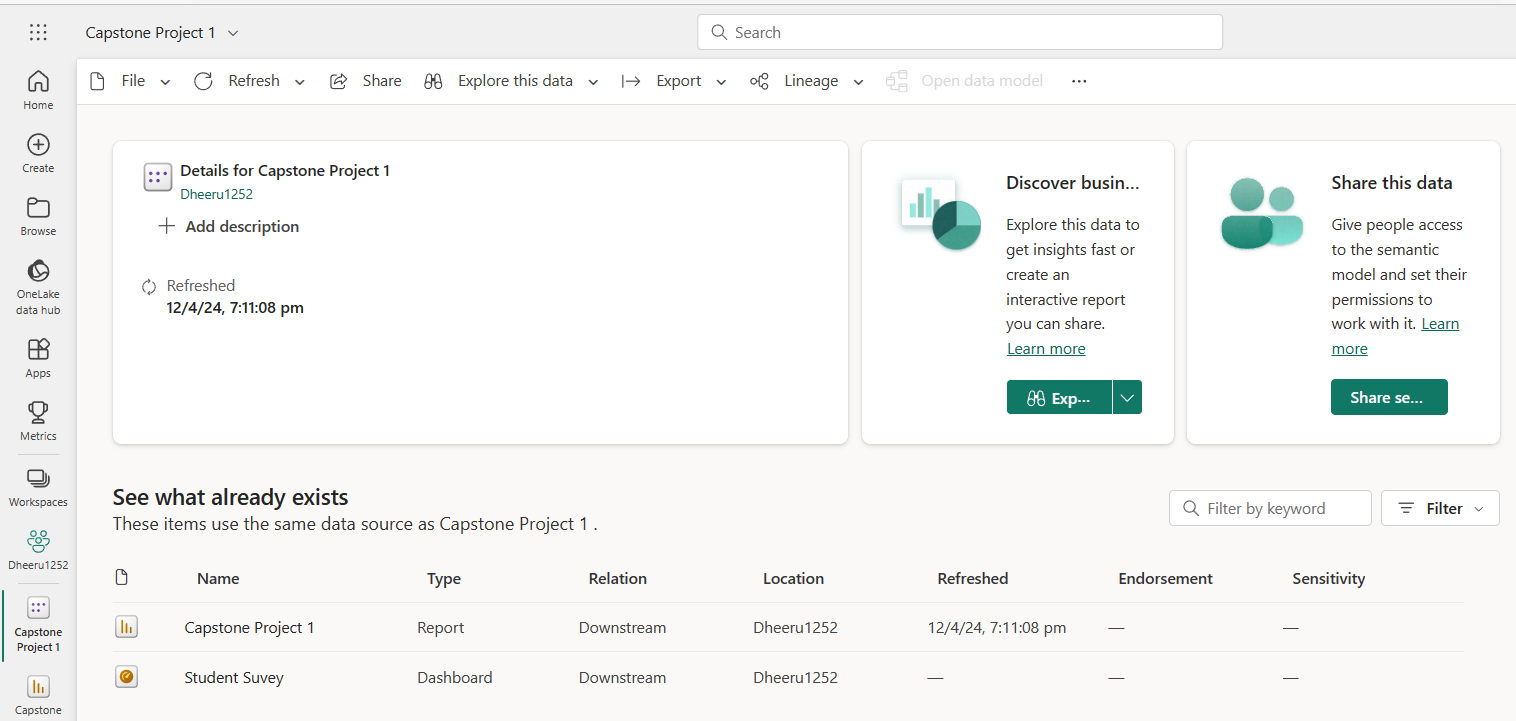 Capstone Project 1
Search
Home
Create
Browse
OneLake
data hub
Apps
Metrics
Workspaces
Dheeru1252
Capstone
Project 1
Capstone
File
Refresh
Share
Explore this data
Export
Lineage
Open data model
...
Details for Capstone Project 1
Dheeru1252
Add description
Refreshed
12/4/24, 7:11:08 pm
Discover busin...
Explore this data to
get insights fast or
create an
interactive report
you can share.
Learn more
Exp...
Share this data
Give people access
to the semantic
model and set their
permissions to
work with it. Learn
more
Share se...
See what already exists
These items use the same data source as Capstone Project 1 .
Filter by keyword
Filter
Name Type Relation Location Refreshed Endorsement Sensitivity
Capstone Project 1 Report Downstream Dheeru1252 12/4/24, 7:11:08 pm — —
Student Suvey Dashboard Downstream Dheeru1252 — — —